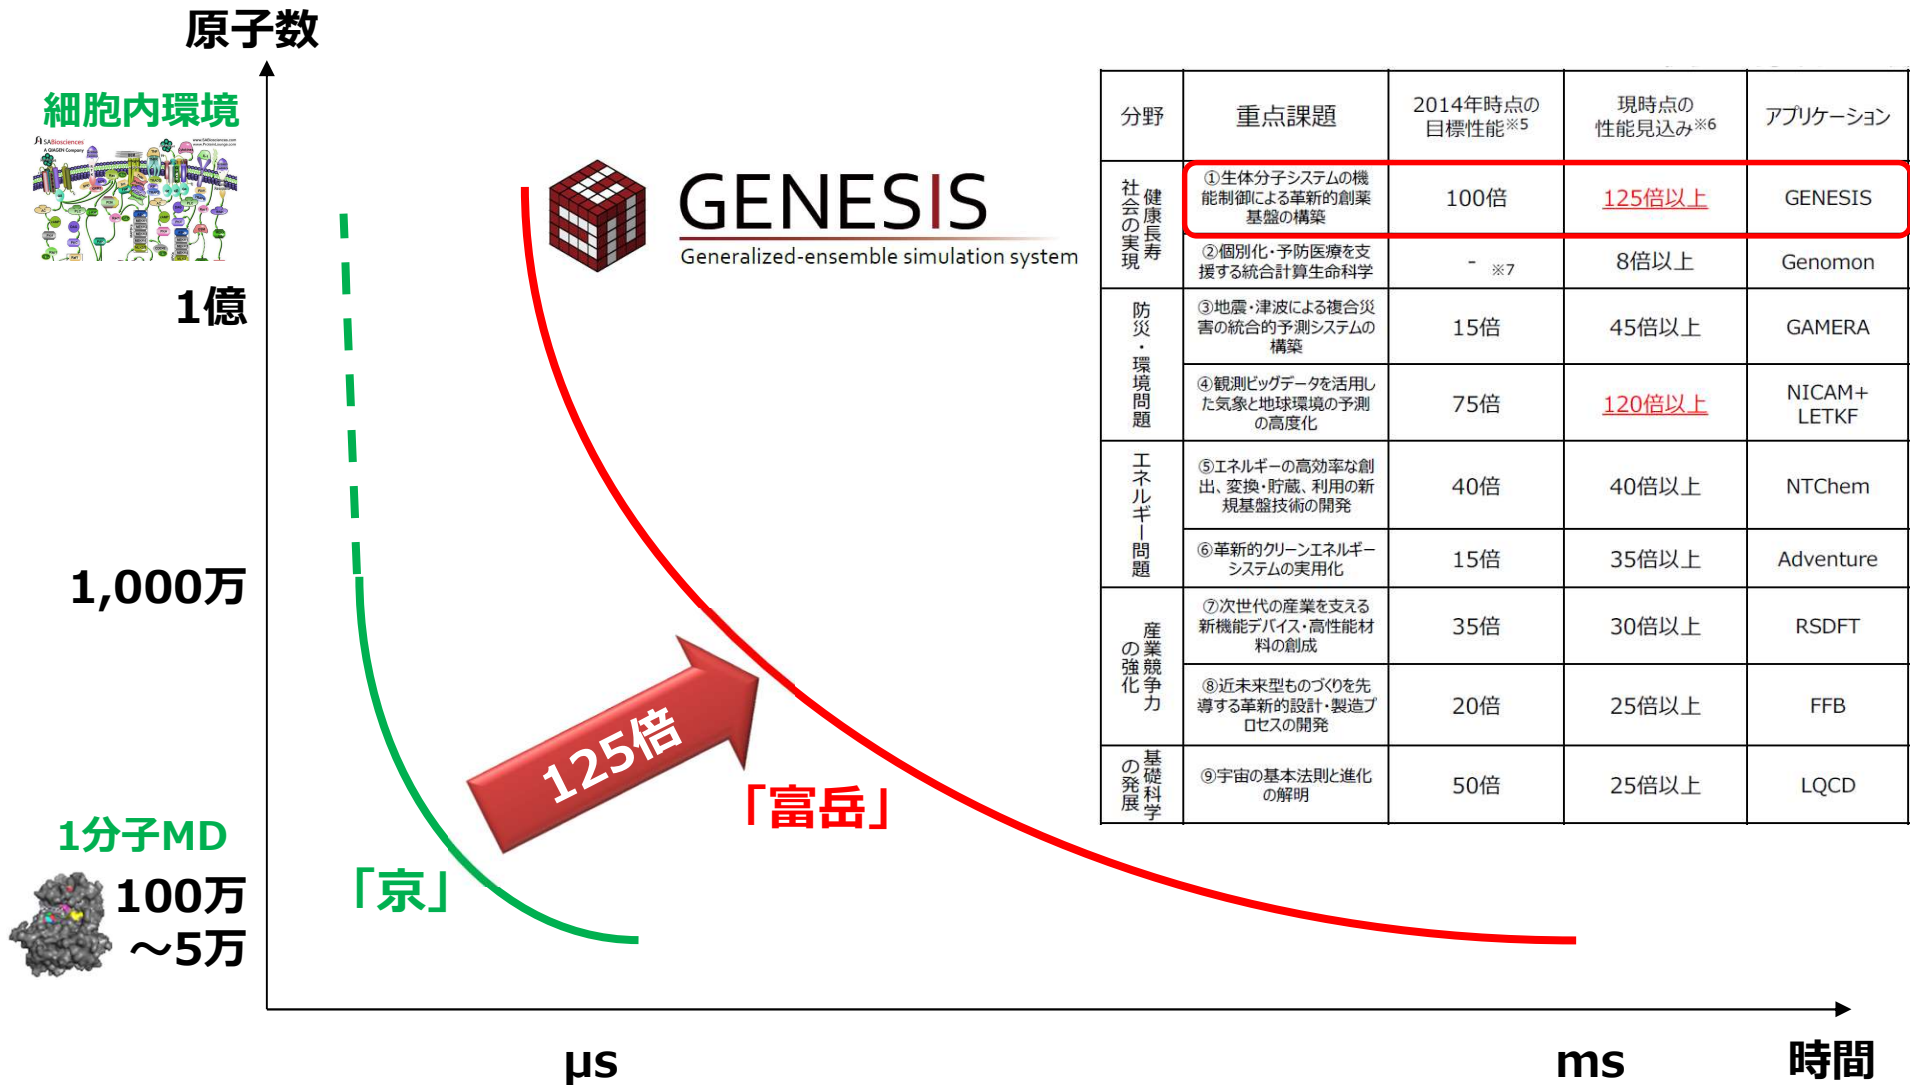 原子数
細胞内環境
SABiosciences
A QIAGEN Company
www.SABiosciences.com
www.ProteinLounge.com
1億
1,000万
1分子MD
100万
～5万
GENESIS
Generalized-ensemble simulation system
125倍
「京」
「富岳」
μs
ms
時間
分野
重点課題
2014年時点の
目標性能※5
現時点の
性能見込み※6
アプリケーション
健康長寿
社会の実現
①生体分子システムの機
能制御による革新的創薬
基盤の構築
100倍
125倍以上
GENESIS
②個別化・予防医療を支
援する統合計算生命科学
- ※7
8倍以上
Genomon
防災・環境問題
③地震・津波による複合災
害の統合的予測システムの
構築
15倍
45倍以上
GAMERA
④観測ビッグデータを活用し
た気象と地球環境の予測
の高度化
75倍
120倍以上
NICAM+
LETKF
エネルギー問題
⑤エネルギーの高効率な創
出、変換・貯蔵、利用の新
規基盤技術の開発
40倍
40倍以上
NTChem
⑥革新的クリーンエネルギー
システムの実用化
15倍
35倍以上
Adventure
産業競争力
の強化
⑦次世代の産業を支える
新機能デバイス・高性能材
料の創成
35倍
30倍以上
RSDFT
⑧近未来型ものづくりを先
導する革新的設計・製造プ
ロセスの開発
20倍
25倍以上
FFB
基礎科学
の発展
⑨宇宙の基本法則と進化
の解明
50倍
25倍以上
LQCD